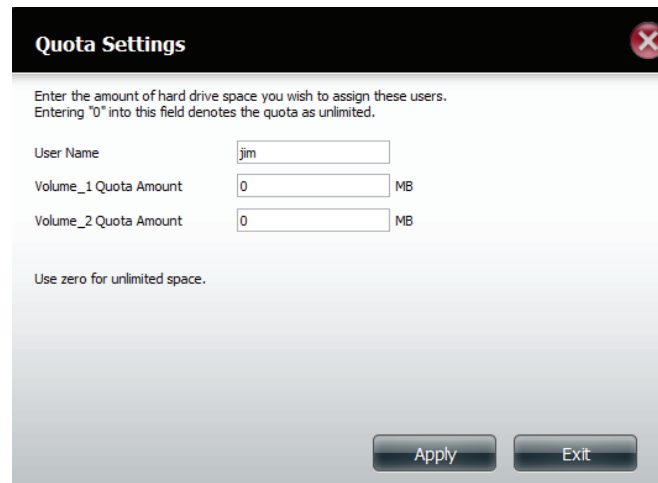 Quota Settings
Enter the amount of hard drive space you wish to assign these users.
Entering "0" into this field denotes the quota as unlimited.
User Name jim
Volume_1 Quota Amount 0 MB
Volume_2 Quota Amount 0 MB
Use zero for unlimited space.
Apply Exit